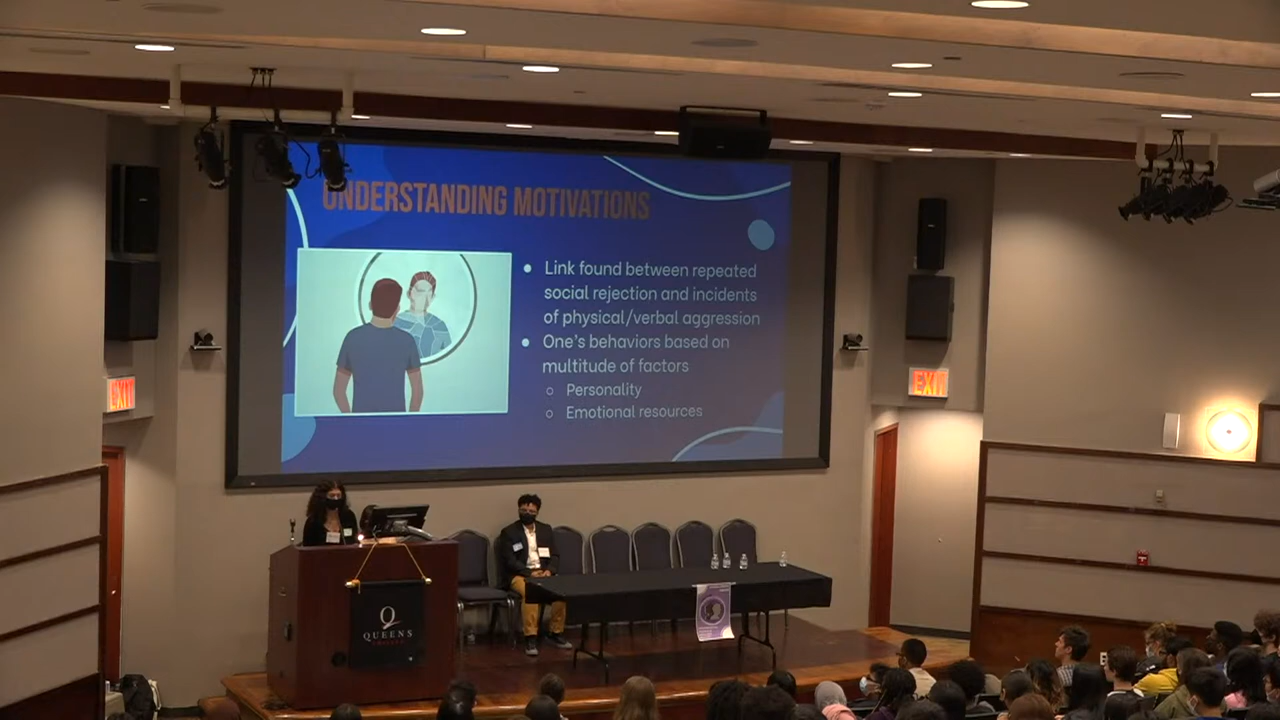 UNDERSTANDING MOTIVATIONS
Link found between repeated
social rejection and incidents
of physical/verbal aggression
One's behaviors based on
multitude of factors
Personality
Emotional resources
EXIT
EXIT
Q
QUEENS